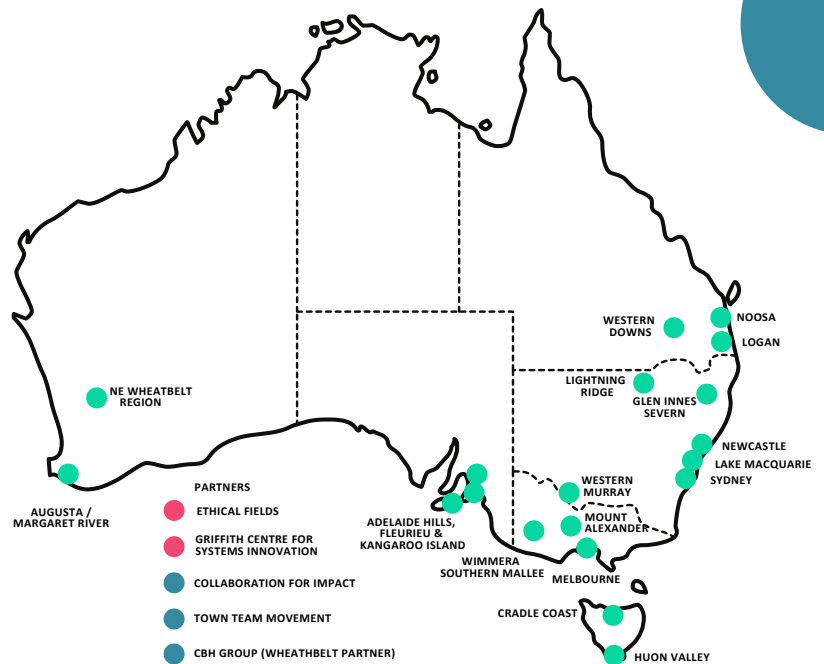 WESTERN
DOWNS
NOOSA
LOGAN
LIGHTNING
RIDGE
GLEN INNES
SEVERN
NE WHEATBELT
REGION
NEWCASTLE
LAKE MACQUARIE
SYDNEY
AUGUSTA /
MARGARET RIVER
PARTNERS
ETHICAL FIELDS
GRIFFITH CENTRE FOR
SYSTEMS INNOVATION
COLLABORATION FOR IMPACT
TOWN TEAM MOVEMENT
CBH GROUP (WHEATHBELT PARTNER)
ADELAIDE HILLS,
FLEURIEU &
KANGAROO ISLAND
WESTERN
MURRAY
MOUNT
ALEXANDER
WIMMERA
SOUTHERN MALLEE
MELBOURNE
CRADLE COAST
HUON VALLEY